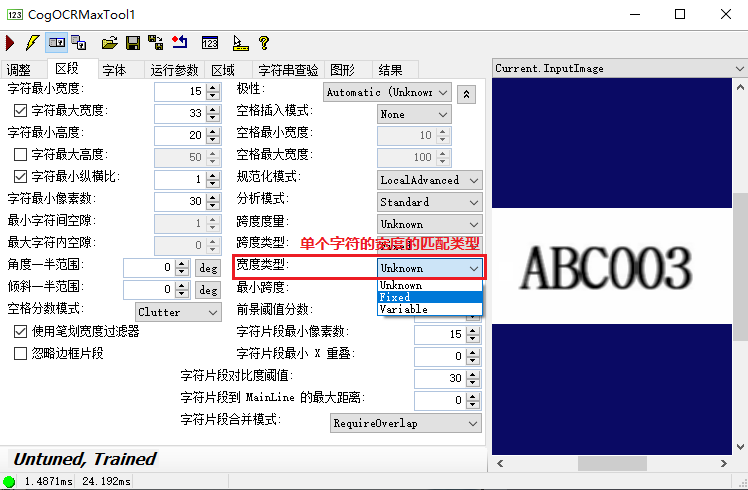 CogOCRMaxTool1
调整 区段 字体 运行参数 区域 字符串查验 图形 结果
Current.InputImage
字符最小宽度: 15 极性: Automatic (Unknown
字符最大宽度: 33 空格插入模式: None
字符最小高度: 20 空格最小宽度: 10
字符最大高度: 50 空格最大宽度: 100
字符最小纵横比: 1 规范化模式: LocalAdvanced
字符最小像素数: 30 分析模式: Standard
最小字符间空隙: 1 跨度度量: Unknown
最大字符内空隙: 0 跨度类型: Fixed
单个字符的宽度的匹配类型
角度一半范围: 0 deg 宽度类型: Unknown
Unknown
Fixed
Variable
倾斜一半范围: 0 deg 最小跨度:
空格分数模式: Clutter 前景阈值分数:
使用笔划宽度过滤器 字符片段最小像素数: 15
忽略边框片段 字符片段最小 X 重叠: 0
字符片段对比度阈值: 30
字符片段到 MainLine 的最大距离: 0
字符片段合并模式: RequireOverlap
ABC003
Untuned, Trained
1.4871ms 24.192ms